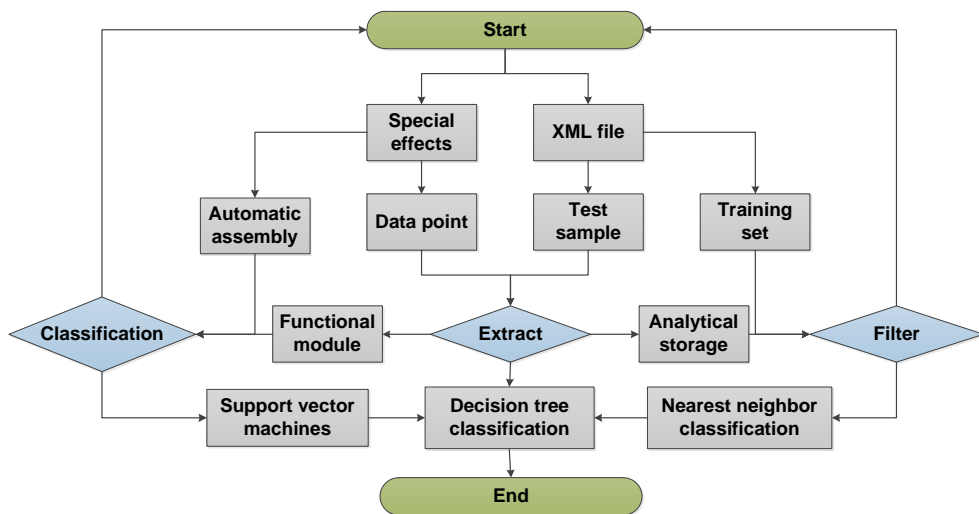 Start
Special
effects
XML file
Automatic
assembly
Data point
Test
sample
Training
set
Classification
Functional
module
Extract
Analytical
storage
Filter
Support vector
machines
Decision tree
classification
Nearest neighbor
classification
End